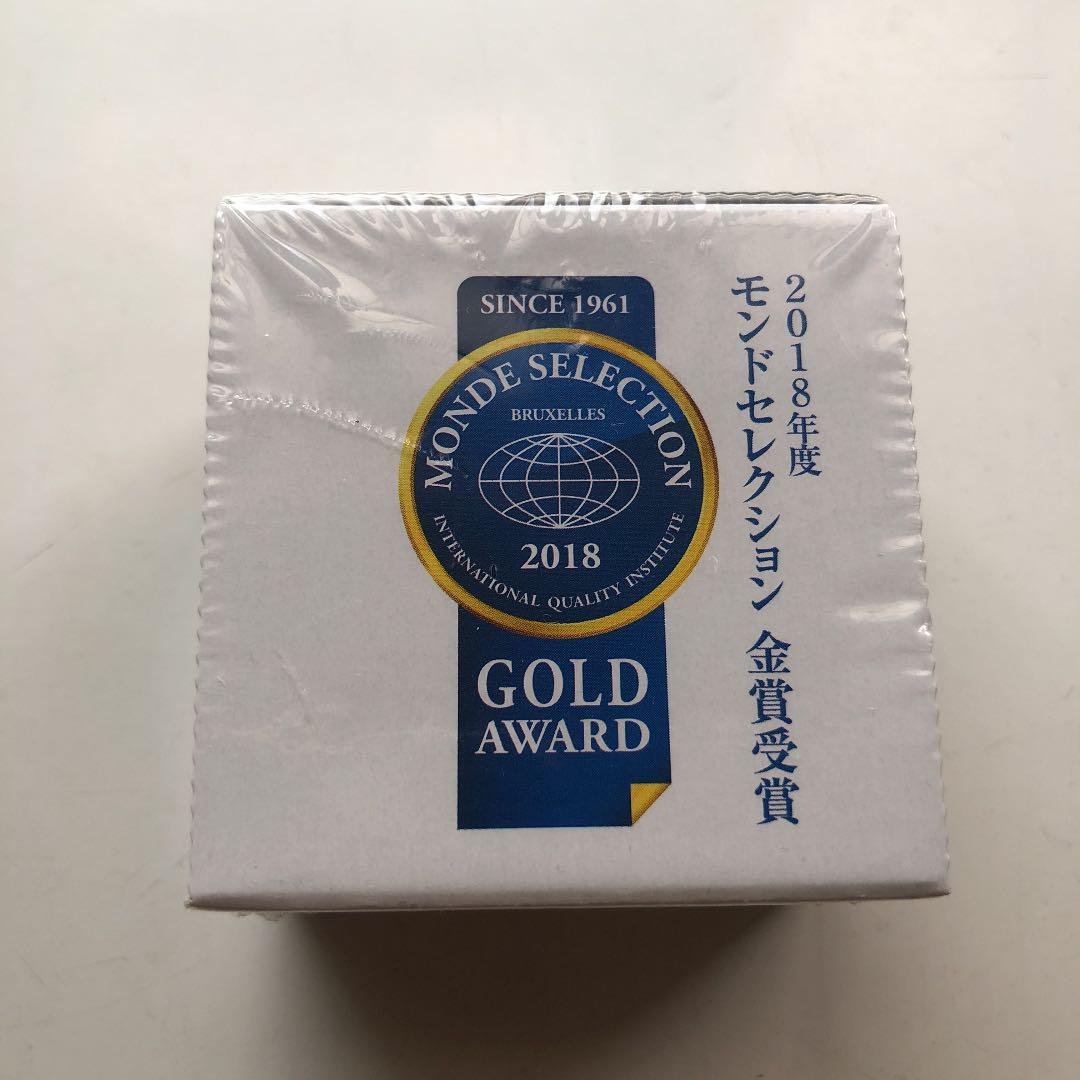 SINCE 1961
MONDE SELECTION
BRUXELLES
2018
INTERNATIONAL QUALITY INSTITUTE
GOLD
AWARD
2018年度
モンドセレクション 金賞受賞